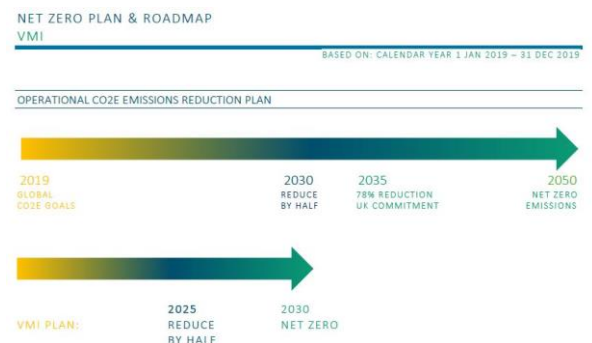 NET ZERO PLAN & ROADMAP
VMI
BASED ON: CALENDAR YEAR 1 JAN 2019 – 31 DEC 2019
OPERATIONAL CO2E EMISSIONS REDUCTION PLAN
2019
GLOBAL
CO2E GOALS
2030
REDUCE
BY HALF
2035
78% REDUCTION
UK COMMITMENT
2050
NET ZERO
EMISSIONS
VMI PLAN:
2025
REDUCE
BY HALF
2030
NET ZERO